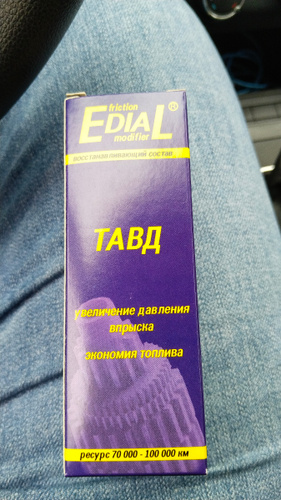 friction
EDIAL®
modifier
восстанавливающий состав
ТАВД
увеличение давления
впрыска
экономия топлива
ресурс 70 000 - 100 000 км